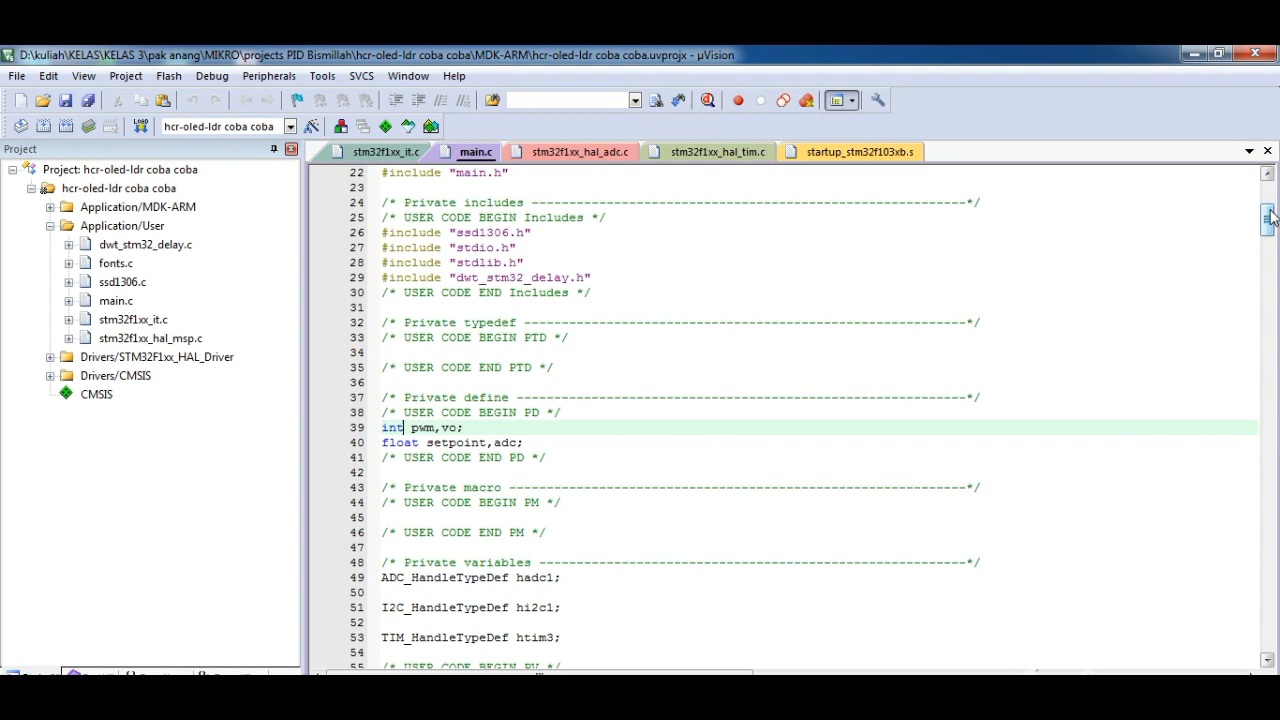 D:\kuliah\KELAS\KELAS 3\pak anang\MIKRO\projects PID Bismillah\hcr-oled-ldr coba coba\MDK-ARM\hcr-oled-ldr coba coba.uvprojx - µVision
File Edit View Project Flash Debug Peripherals Tools SVCS Window Help
LOAD
hcr-oled-ldr coba coba
Project
stm32f1xx_it.c main.c stm32f1xx_hal_adc.c stm32f1xx_hal_tim.c startup_stm32f103xb.s
Project: hcr-oled-ldr coba coba
hcr-oled-ldr coba coba
Application/MDK-ARM
Application/User
dwt_stm32_delay.c
fonts.c
ssd1306.c
main.c
stm32f1xx_it.c
stm32f1xx_hal_msp.c
Drivers/STM32F1xx_HAL_Driver
Drivers/CMSIS
CMSIS
22 #include "main.h"
23
24 /* Private includes ----------------------------------------------------------*/
25 /* USER CODE BEGIN Includes */
26 #include "ssd1306.h"
27 #include "stdio.h"
28 #include "stdlib.h"
29 #include "dwt_stm32_delay.h"
30 /* USER CODE END Includes */
31
32 /* Private typedef -----------------------------------------------------------*/
33 /* USER CODE BEGIN PTD */
34
35 /* USER CODE END PTD */
36
37 /* Private define ------------------------------------------------------------*/
38 /* USER CODE BEGIN PD */
39 int pwm,vo;
40 float setpoint,adc;
41 /* USER CODE END PD */
42
43 /* Private macro -------------------------------------------------------------*/
44 /* USER CODE BEGIN PM */
45
46 /* USER CODE END PM */
47
48 /* Private variables ---------------------------------------------------------*/
49 ADC_HandleTypeDef hadc1;
50
51 I2C_HandleTypeDef hi2c1;
52
53 TIM_HandleTypeDef htim3;
54
55 /* USER CODE BEGIN PV */